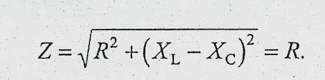 Z = √(R² + (X_L − X_C)²) = R.